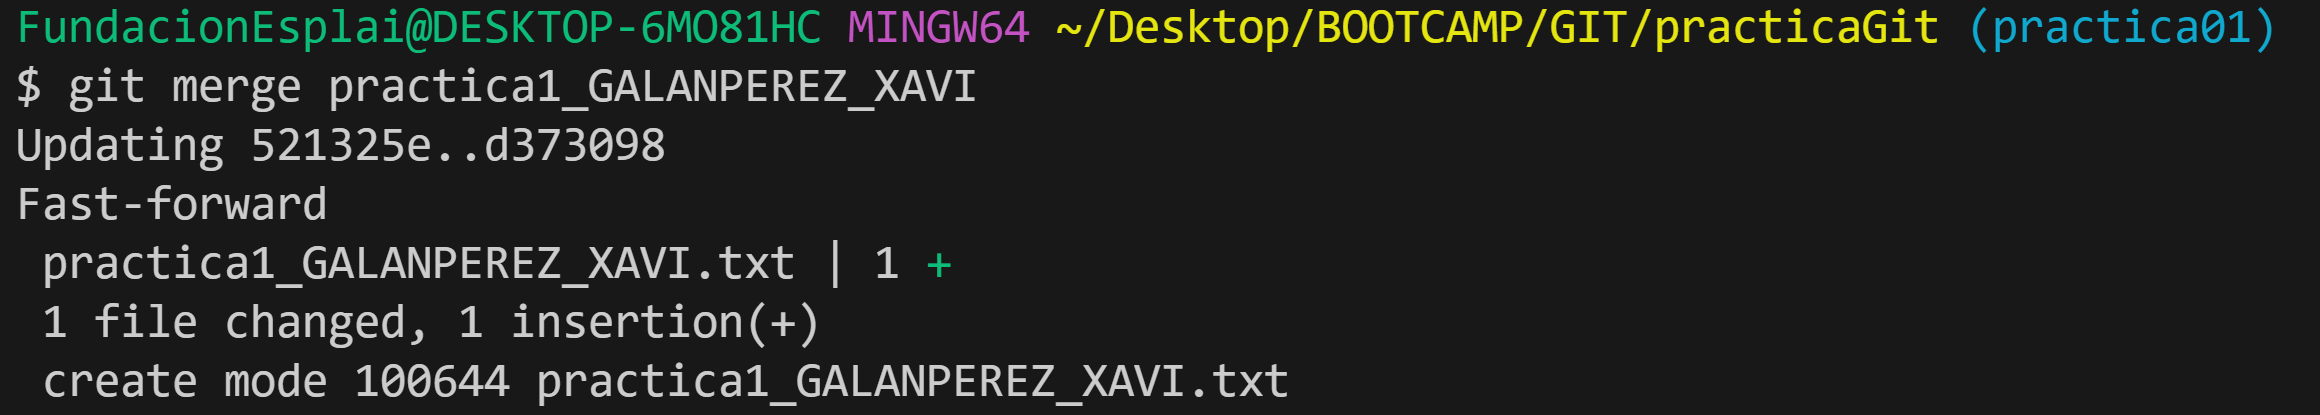 FundacionEsplai@DESKTOP-6MO81HC MINGW64 ~/Desktop/BOOTCAMP/GIT/practicaGit (practica01)
$ git merge practica1_GALANPEREZ_XAVI
Updating 521325e..d373098
Fast-forward
 practica1_GALANPEREZ_XAVI.txt | 1 +
 1 file changed, 1 insertion(+)
 create mode 100644 practica1_GALANPEREZ_XAVI.txt